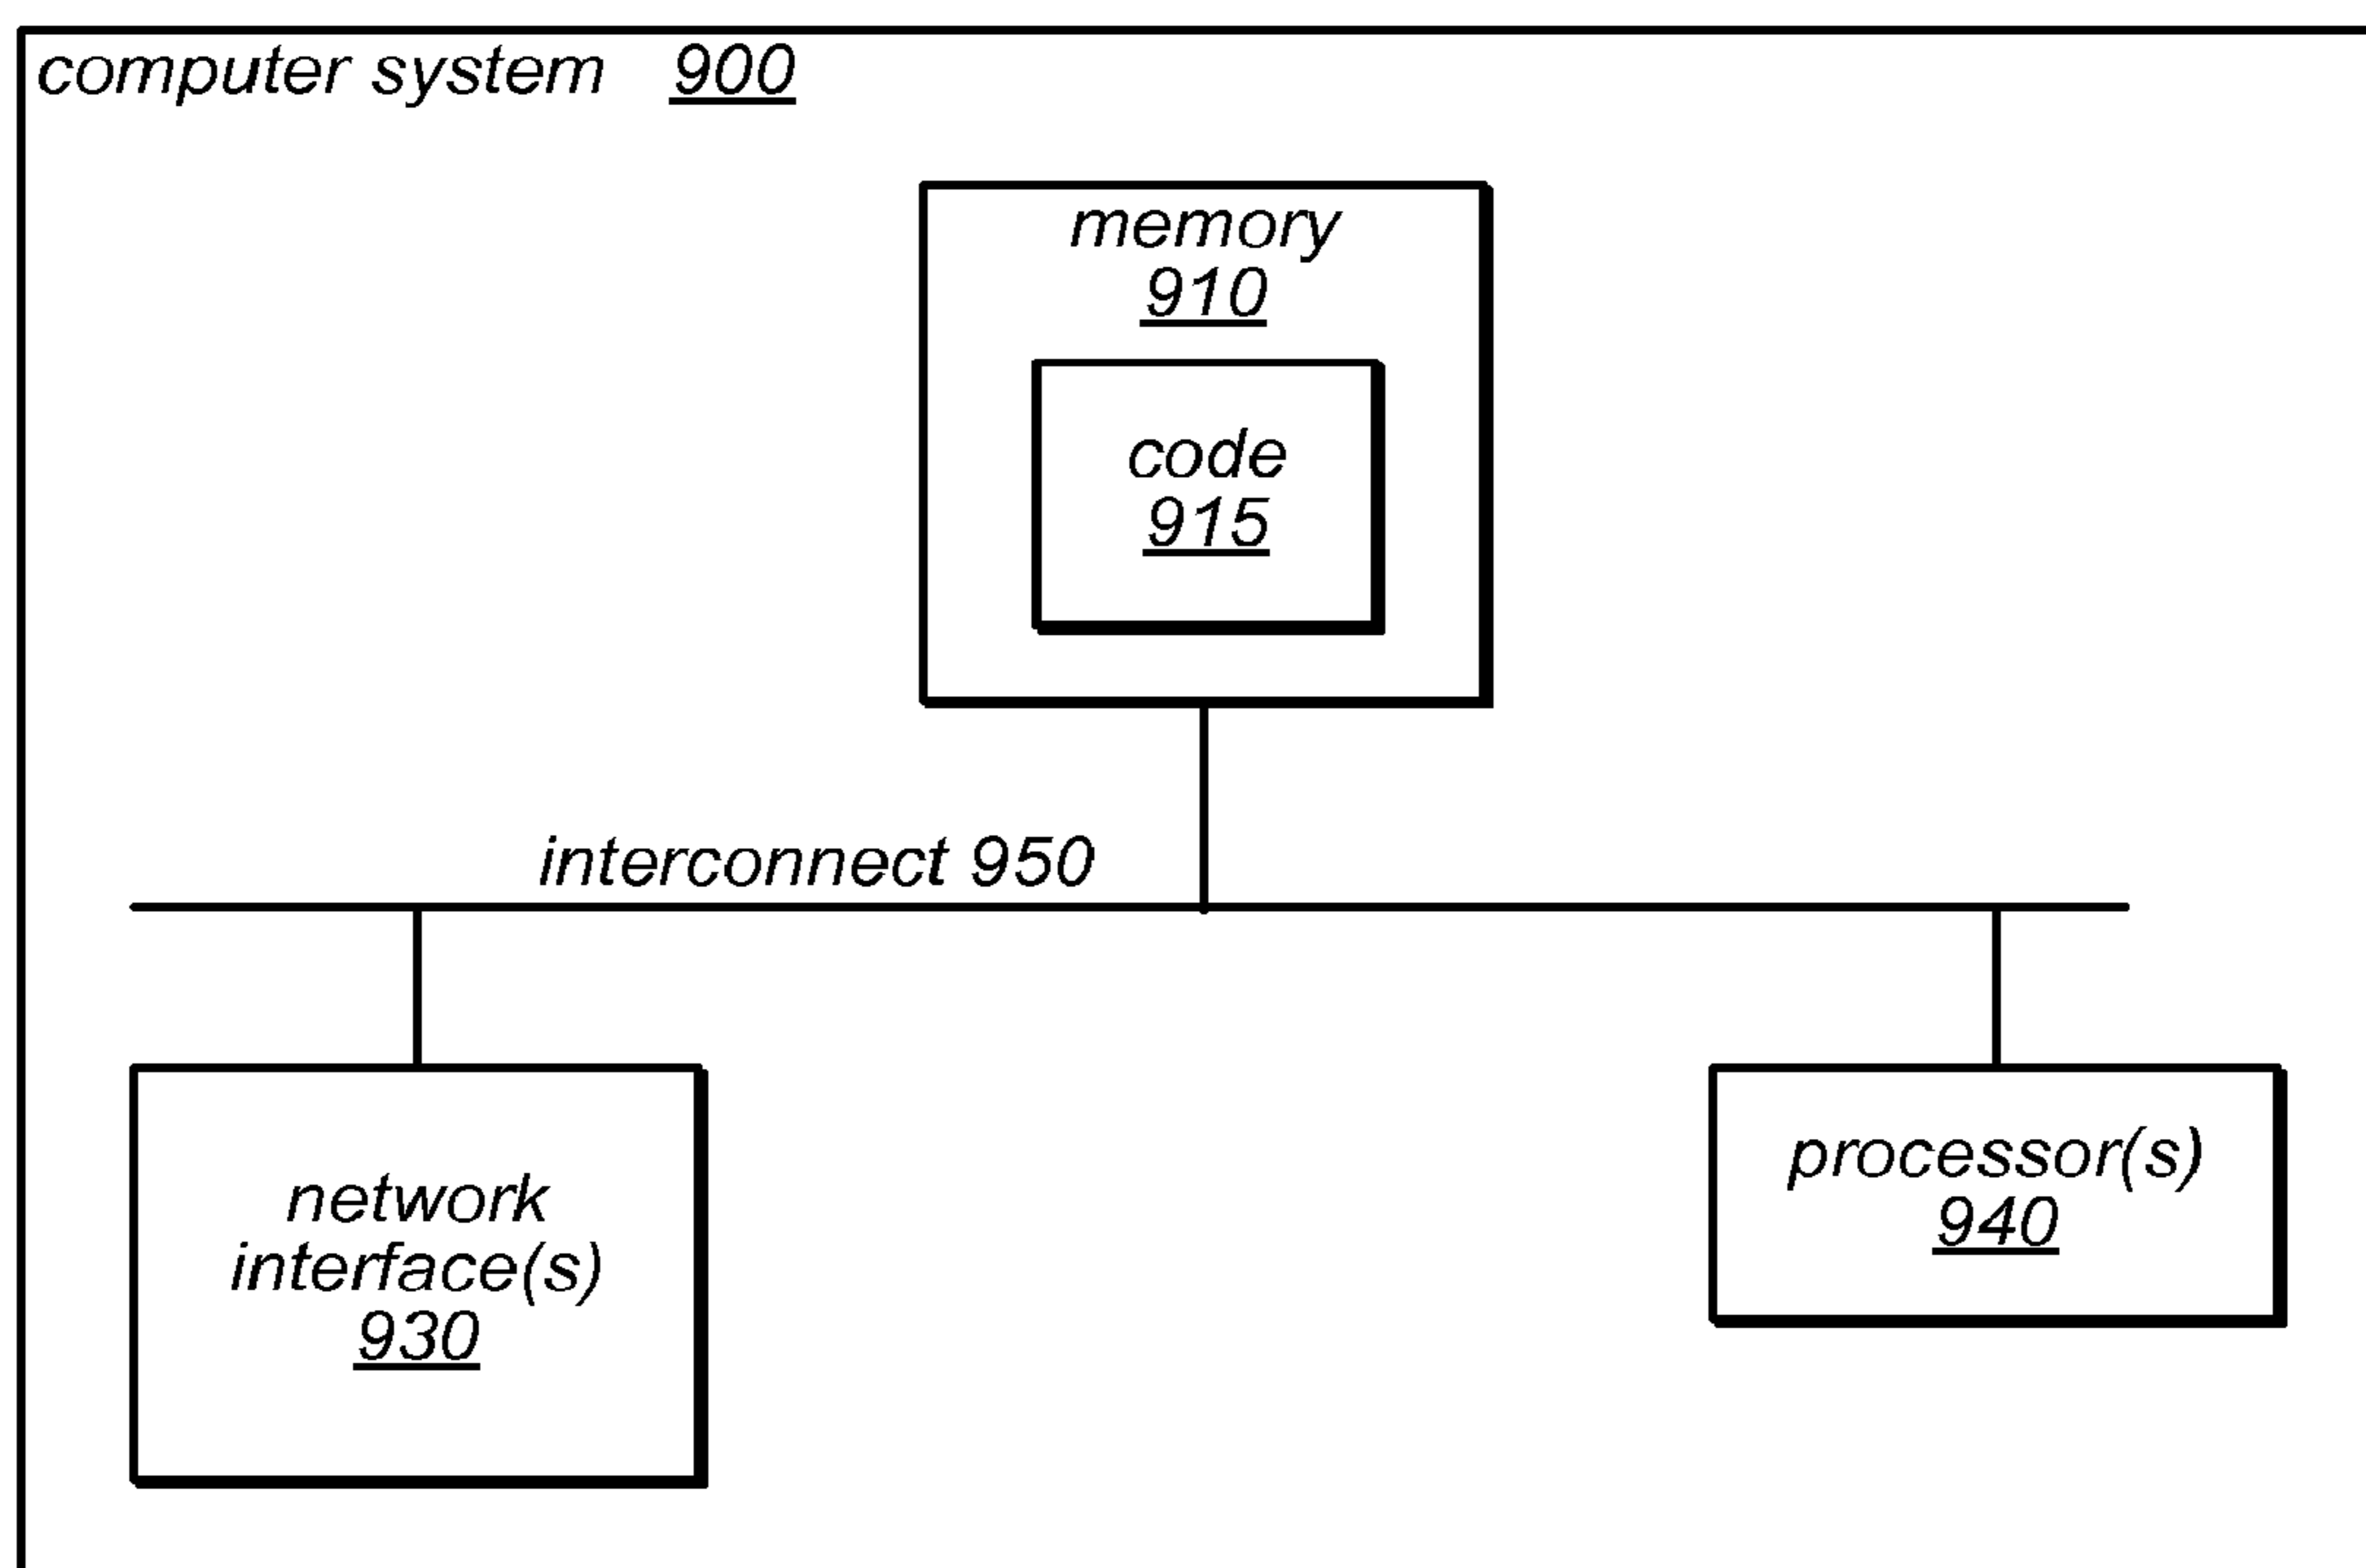 computer system 900
memory
910
code
915
interconnect 950
network
interface(s)
930
processor(s)
940